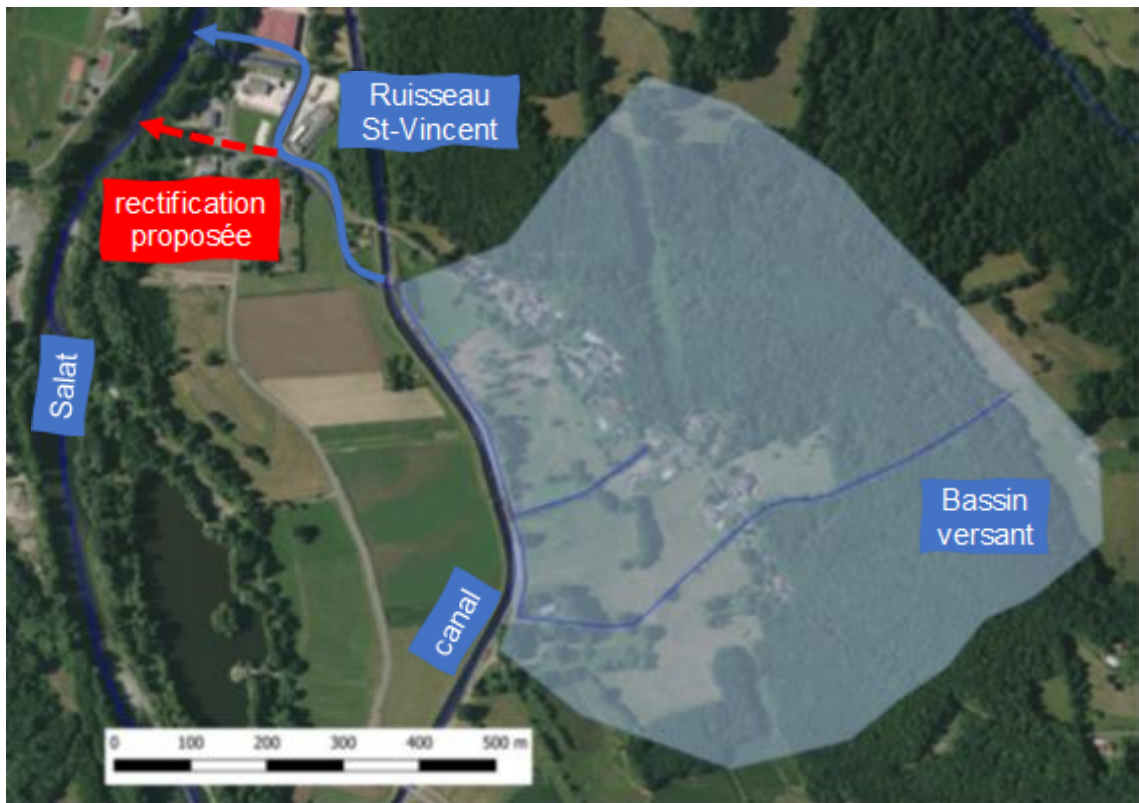 Ruisseau
St-Vincent
rectification
proposée
Salat
canal
Bassin
versant
0 100 200 300 400 500 m